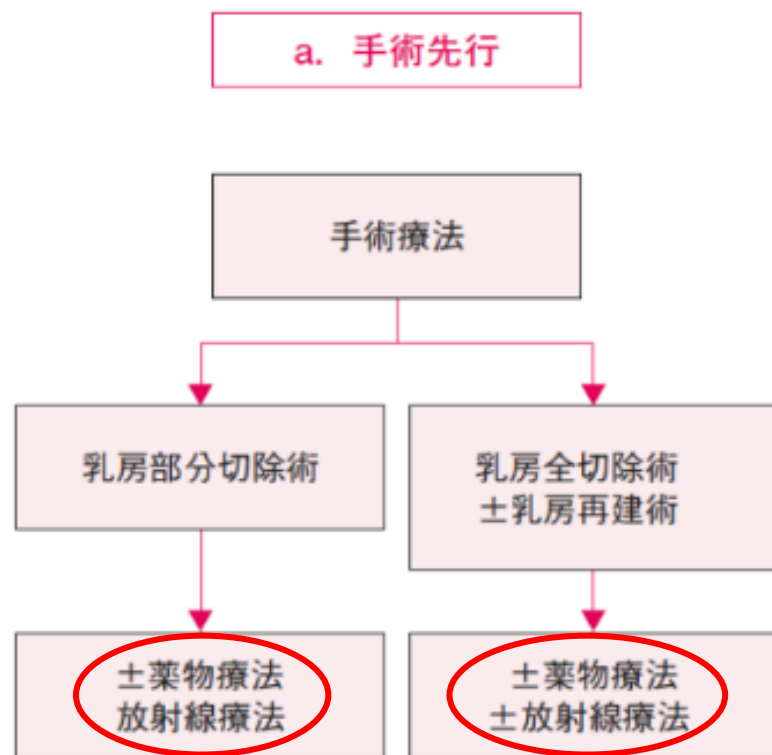 a. 手術先行
手術療法
乳房部分切除術
乳房全切除術
±乳房再建術
±薬物療法
放射線療法
±薬物療法
±放射線療法